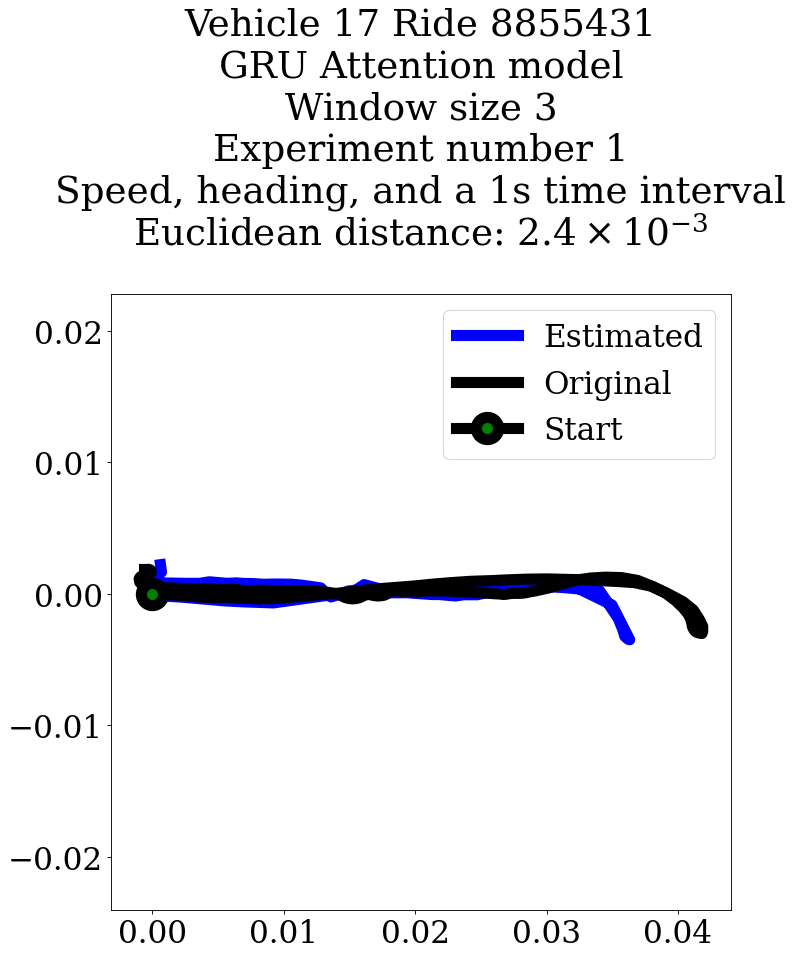 Vehicle 17 Ride 8855431
GRU Attention model
Window size 3
Experiment number 1
Speed, heading, and a 1s time interval
Euclidean distance: 2.4 × 10⁻³
Estimated
Original
Start
0.02
0.01
0.00
−0.01
−0.02
0.00 0.01 0.02 0.03 0.04